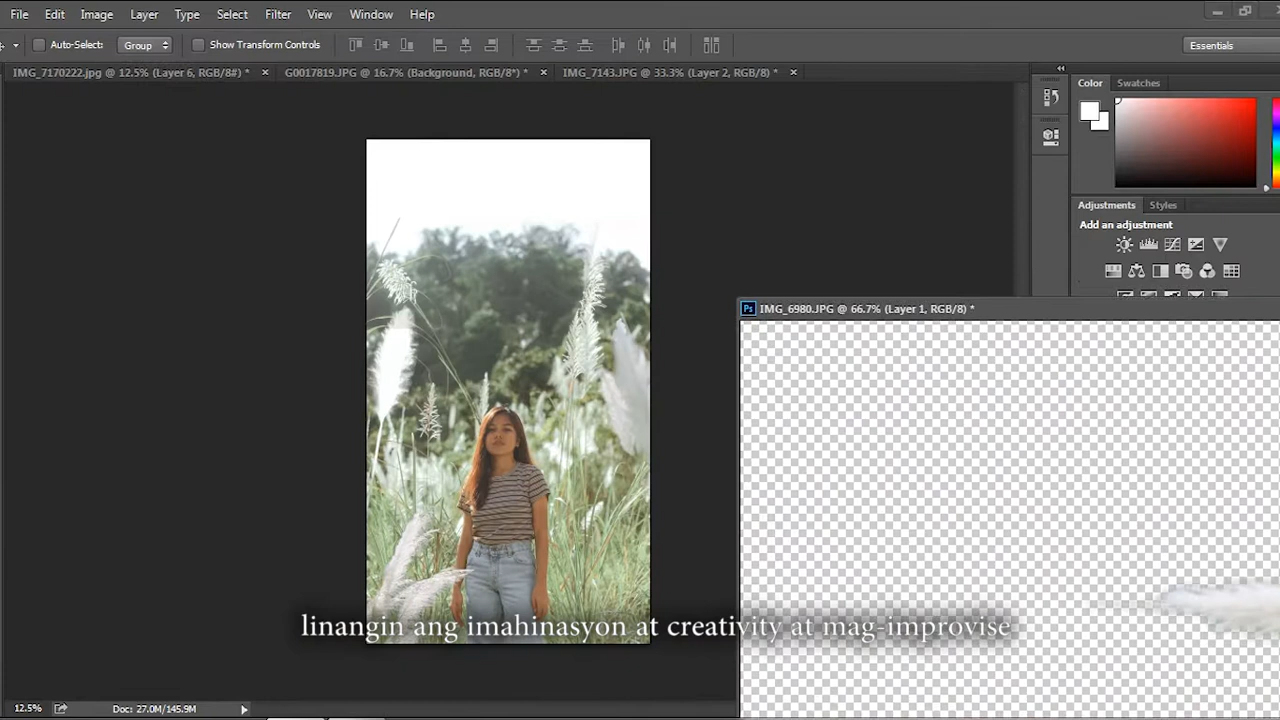 File Edit Image Layer Type Select Filter View Window Help
Auto-Select: Group Show Transform Controls Essentials
IMG_7170222.jpg @ 12.5% (Layer 6, RGB/8#) * × G0017819.JPG @ 16.7% (Background, RGB/8*) * × IMG_7143.JPG @ 33.3% (Layer 2, RGB/8) * ×
Color Swatches
Adjustments Styles
Add an adjustment
Ps IMG_6980.JPG @ 66.7% (Layer 1, RGB/8) *
linangin ang imahinasyon at creativity at mag-improvise
12.5% Doc: 27.0M/145.9M